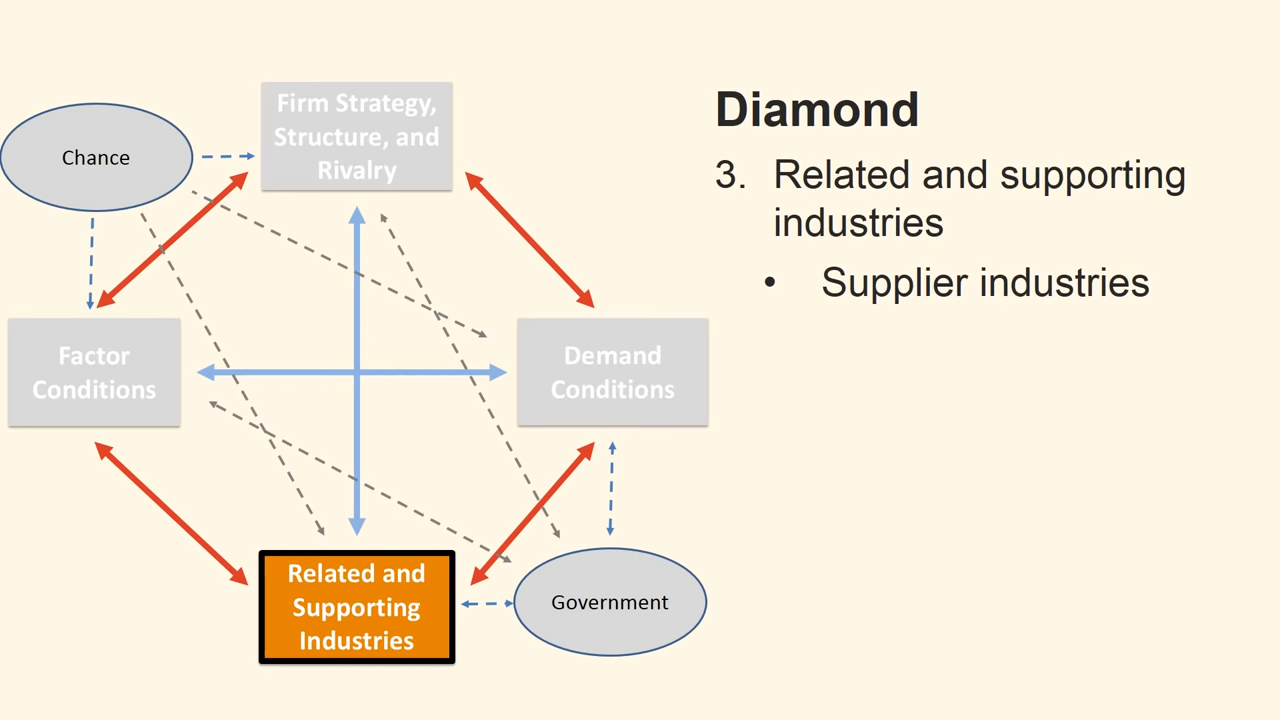 Chance
Firm Strategy,
Structure, and
Rivalry
Factor
Conditions
Demand
Conditions
Related and
Supporting
Industries
Government
Diamond
3. Related and supporting
industries
• Supplier industries